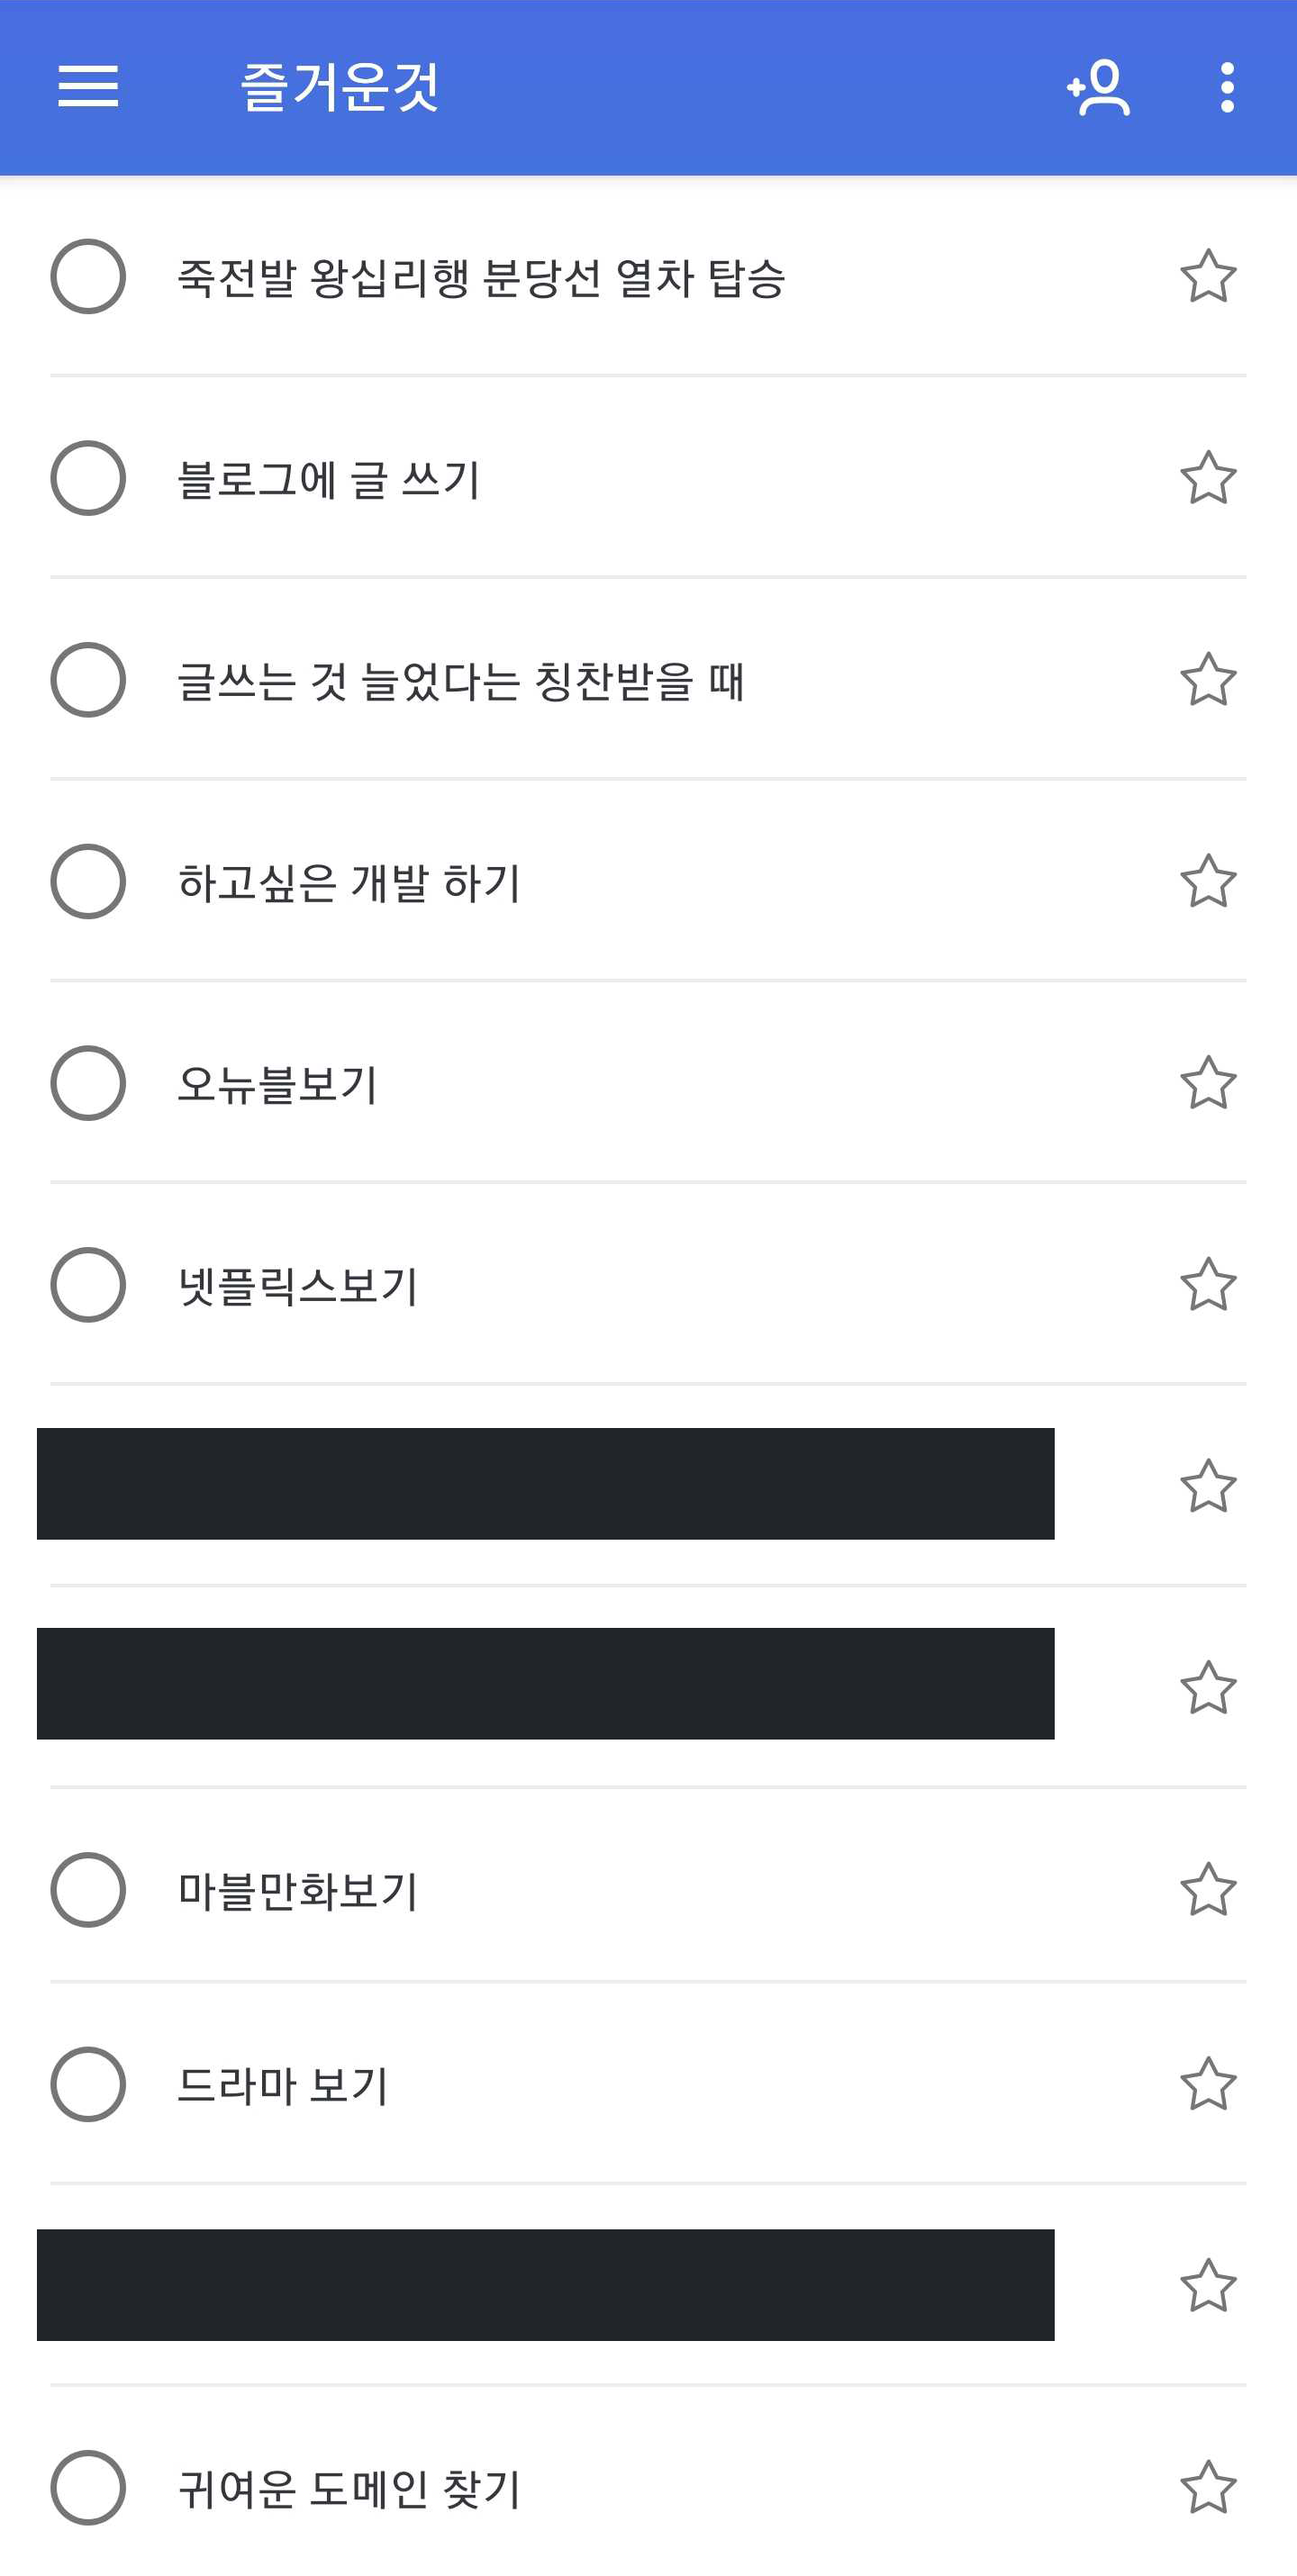 즐거운것
죽전발 왕십리행 분당선 열차 탑승
블로그에 글 쓰기
글쓰는 것 늘었다는 칭찬받을 때
하고싶은 개발 하기
오뉴블보기
넷플릭스보기
마블만화보기
드라마 보기
귀여운 도메인 찾기